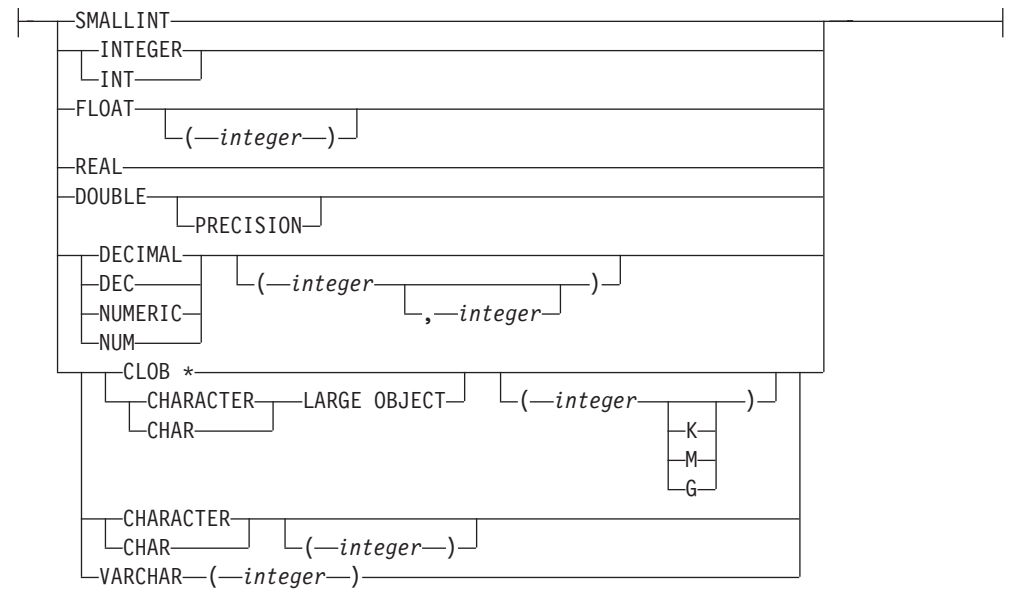 SMALLINT
INTEGER
INT
FLOAT
( integer )
REAL
DOUBLE
PRECISION
DECIMAL
DEC ( integer )
NUMERIC , integer
NUM
CLOB *
CHARACTER LARGE OBJECT ( integer )
CHAR K
M
G
CHARACTER
CHAR ( integer )
VARCHAR ( integer )